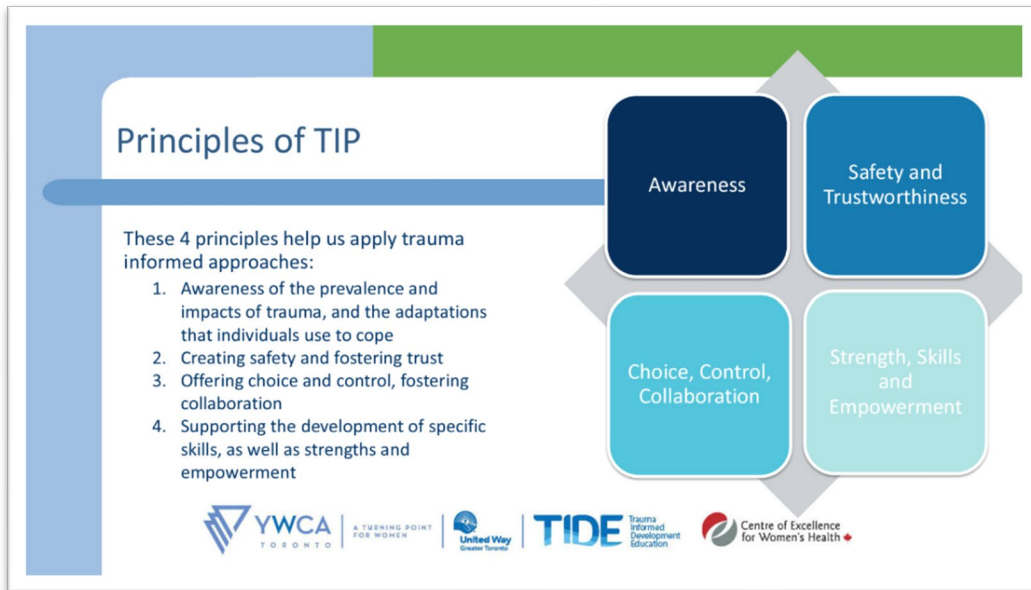 Principles of TIP
These 4 principles help us apply trauma
informed approaches:
1. Awareness of the prevalence and
impacts of trauma, and the adaptations
that individuals use to cope
2. Creating safety and fostering trust
3. Offering choice and control, fostering
collaboration
4. Supporting the development of specific
skills, as well as strengths and
empowerment
Awareness
Safety and
Trustworthiness
Choice, Control,
Collaboration
Strength, Skills
and
Empowerment
YWCA
TORONTO
A TURNING POINT
FOR WOMEN
United Way
Greater Toronto
TIDE
Trauma
Informed
Development
Education
Centre of Excellence
for Women's Health